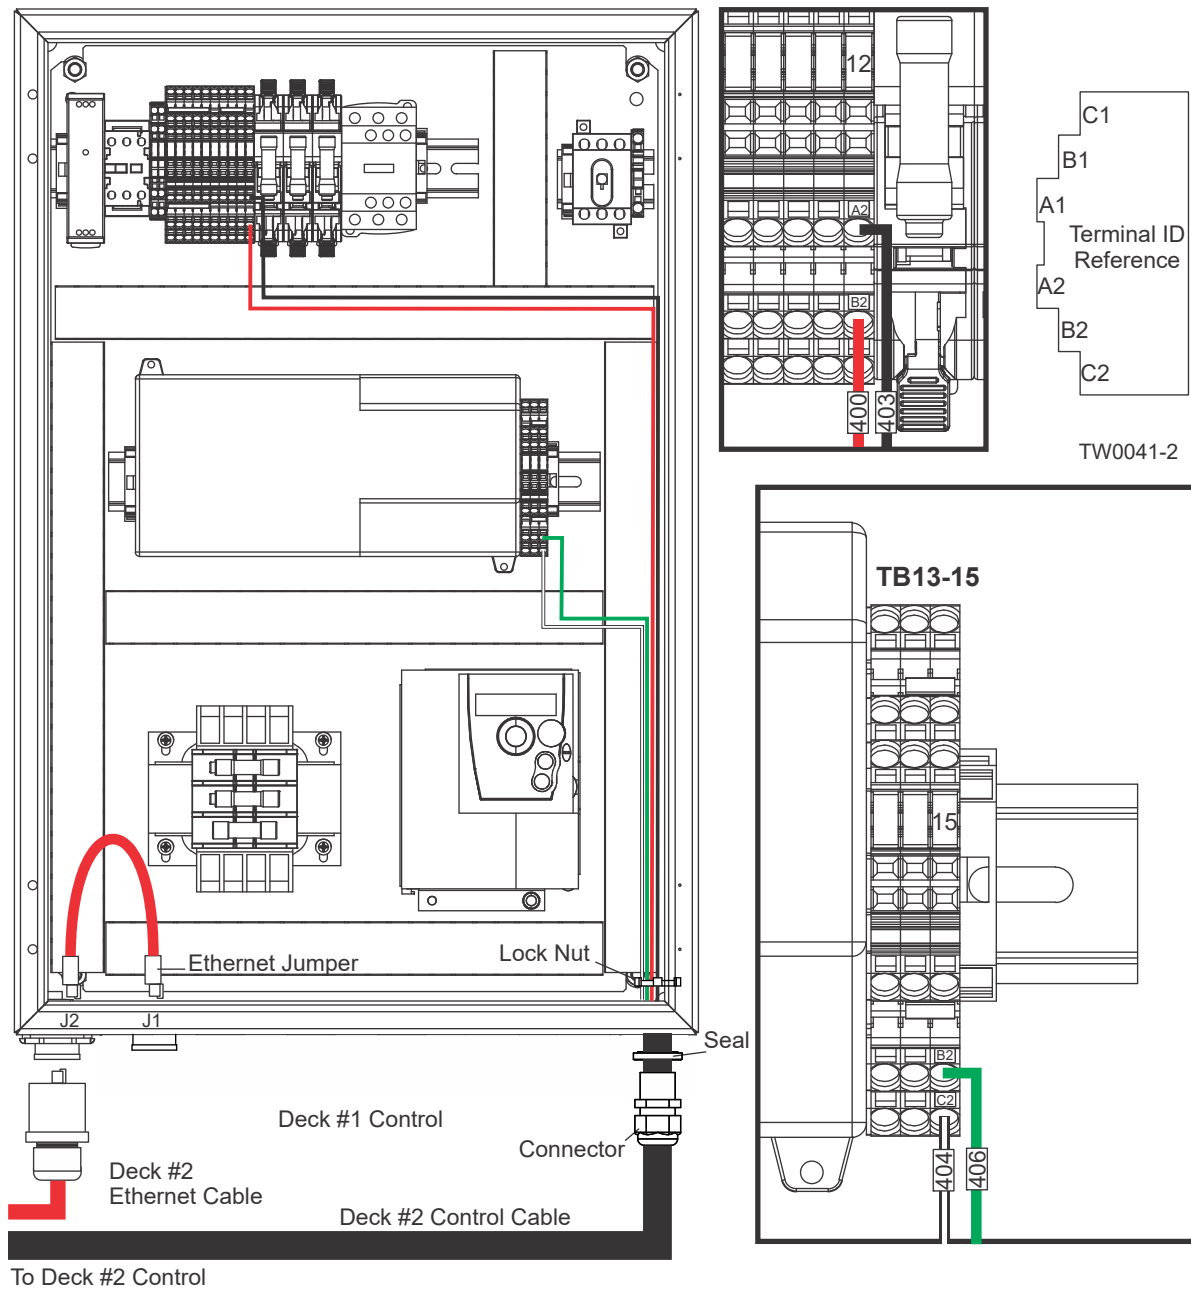 12
A2
B2
400
403
C1
B1
A1
Terminal ID
Reference
A2
B2
C2
TW0041-2
TB13-15
15
B2
C2
404
406
Ethernet Jumper
Lock Nut
J2
J1
Seal
Deck #1 Control
Connector
Deck #2
Ethernet Cable
Deck #2 Control Cable
To Deck #2 Control